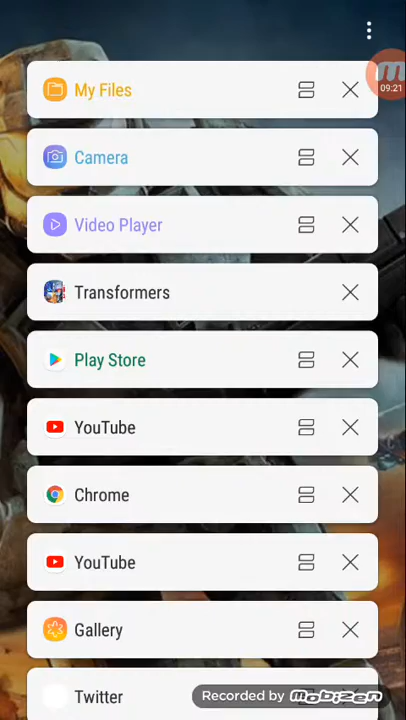 My Files
09:21
Camera
Video Player
Transformers
Play Store
YouTube
Chrome
YouTube
Gallery
Twitter
Recorded by mobizen